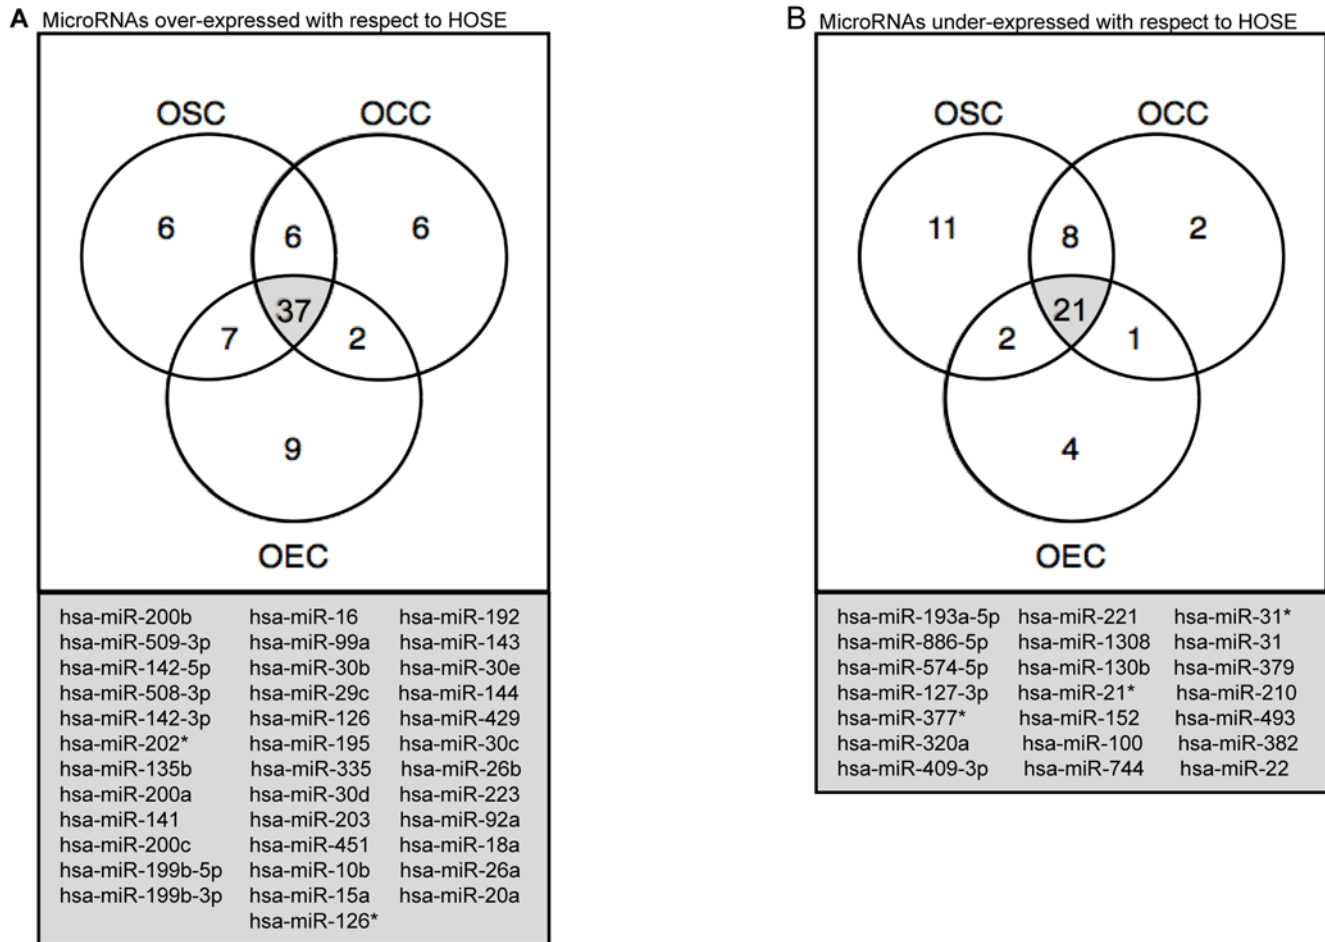 A MicroRNAs over-expressed with respect to HOSE
OSC OCC
6 6 6
37
7 2
9
OEC
hsa-miR-200b hsa-miR-16 hsa-miR-192
hsa-miR-509-3p hsa-miR-99a hsa-miR-143
hsa-miR-142-5p hsa-miR-30b hsa-miR-30e
hsa-miR-508-3p hsa-miR-29c hsa-miR-144
hsa-miR-142-3p hsa-miR-126 hsa-miR-429
hsa-miR-202* hsa-miR-195 hsa-miR-30c
hsa-miR-135b hsa-miR-335 hsa-miR-26b
hsa-miR-200a hsa-miR-30d hsa-miR-223
hsa-miR-141 hsa-miR-203 hsa-miR-92a
hsa-miR-200c hsa-miR-451 hsa-miR-18a
hsa-miR-199b-5p hsa-miR-10b hsa-miR-26a
hsa-miR-199b-3p hsa-miR-15a hsa-miR-20a
hsa-miR-126*
B MicroRNAs under-expressed with respect to HOSE
OSC OCC
11 8 2
21
2 1
4
OEC
hsa-miR-193a-5p hsa-miR-221 hsa-miR-31*
hsa-miR-886-5p hsa-miR-1308 hsa-miR-31
hsa-miR-574-5p hsa-miR-130b hsa-miR-379
hsa-miR-127-3p hsa-miR-21* hsa-miR-210
hsa-miR-377* hsa-miR-152 hsa-miR-493
hsa-miR-320a hsa-miR-100 hsa-miR-382
hsa-miR-409-3p hsa-miR-744 hsa-miR-22